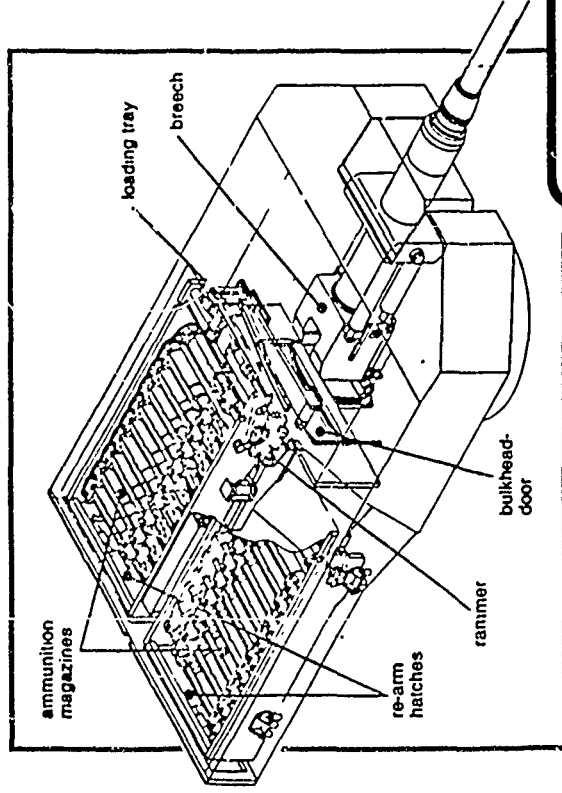 loading tray
breech
ammunition
magazines
re-arm
hatches
rammer
bulkhead-
door